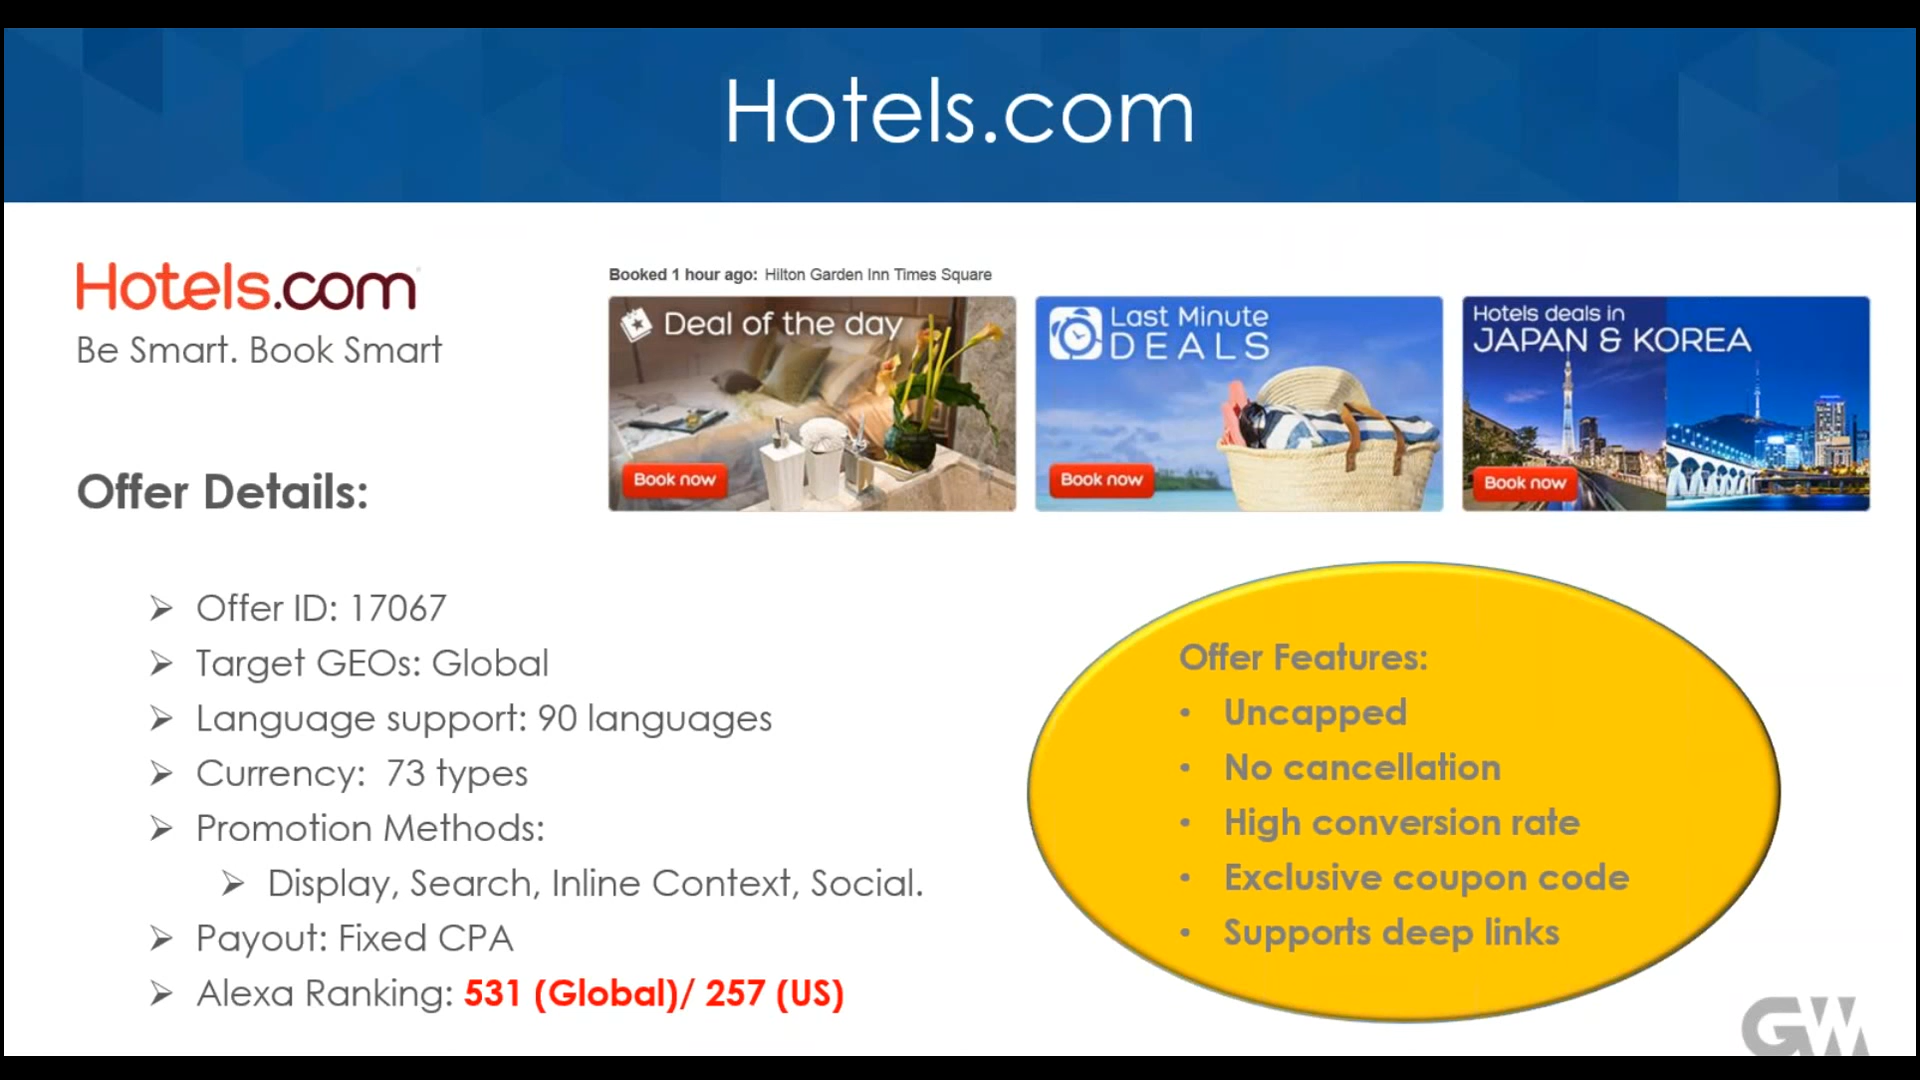 Hotels.com
Hotels.com
Be Smart. Book Smart
Booked 1 hour ago: Hilton Garden Inn Times Square
Deal of the day
Book now
Last Minute
DEALS
Book now
Hotels deals in
JAPAN & KOREA
Book now
Offer Details:
➢ Offer ID: 17067
➢ Target GEOs: Global
➢ Language support: 90 languages
➢ Currency: 73 types
➢ Promotion Methods:
➢ Display, Search, Inline Context, Social.
➢ Payout: Fixed CPA
➢ Alexa Ranking: 531 (Global)/ 257 (US)
Offer Features:
• Uncapped
• No cancellation
• High conversion rate
• Exclusive coupon code
• Supports deep links
GW